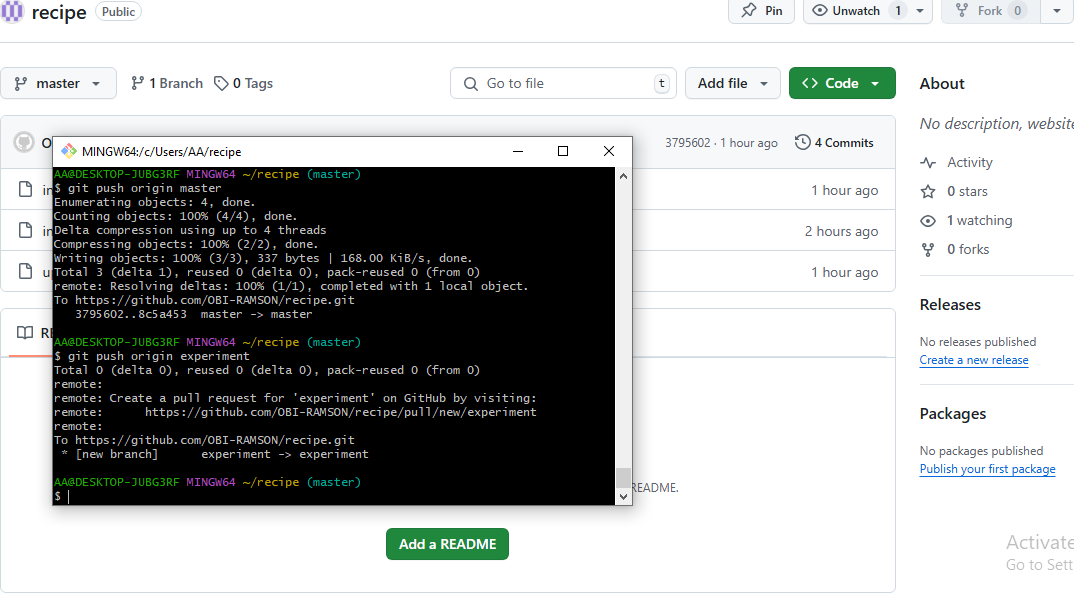 recipe Public
Pin
Unwatch 1
Fork 0
master
1 Branch
0 Tags
Go to file t
Add file
Code
About
No description, website
3795602 · 1 hour ago
4 Commits
1 hour ago
2 hours ago
1 hour ago
Activity
0 stars
1 watching
0 forks
Releases
No releases published
Create a new release
Packages
No packages published
Publish your first package
MINGW64:/c/Users/AA/recipe
AA@DESKTOP-JUBG3RF MINGW64 ~/recipe (master)
$ git push origin master
Enumerating objects: 4, done.
Counting objects: 100% (4/4), done.
Delta compression using up to 4 threads
Compressing objects: 100% (2/2), done.
Writing objects: 100% (3/3), 337 bytes | 168.00 KiB/s, done.
Total 3 (delta 1), reused 0 (delta 0), pack-reused 0 (from 0)
remote: Resolving deltas: 100% (1/1), completed with 1 local object.
To https://github.com/OBI-RAMSON/recipe.git
3795602..8c5a453  master -> master
AA@DESKTOP-JUBG3RF MINGW64 ~/recipe (master)
$ git push origin experiment
Total 0 (delta 0), reused 0 (delta 0), pack-reused 0 (from 0)
remote:
remote: Create a pull request for 'experiment' on GitHub by visiting:
remote:      https://github.com/OBI-RAMSON/recipe/pull/new/experiment
remote:
To https://github.com/OBI-RAMSON/recipe.git
* [new branch]      experiment -> experiment
AA@DESKTOP-JUBG3RF MINGW64 ~/recipe (master)
$
README.
Add a README
Activate
Go to Sett